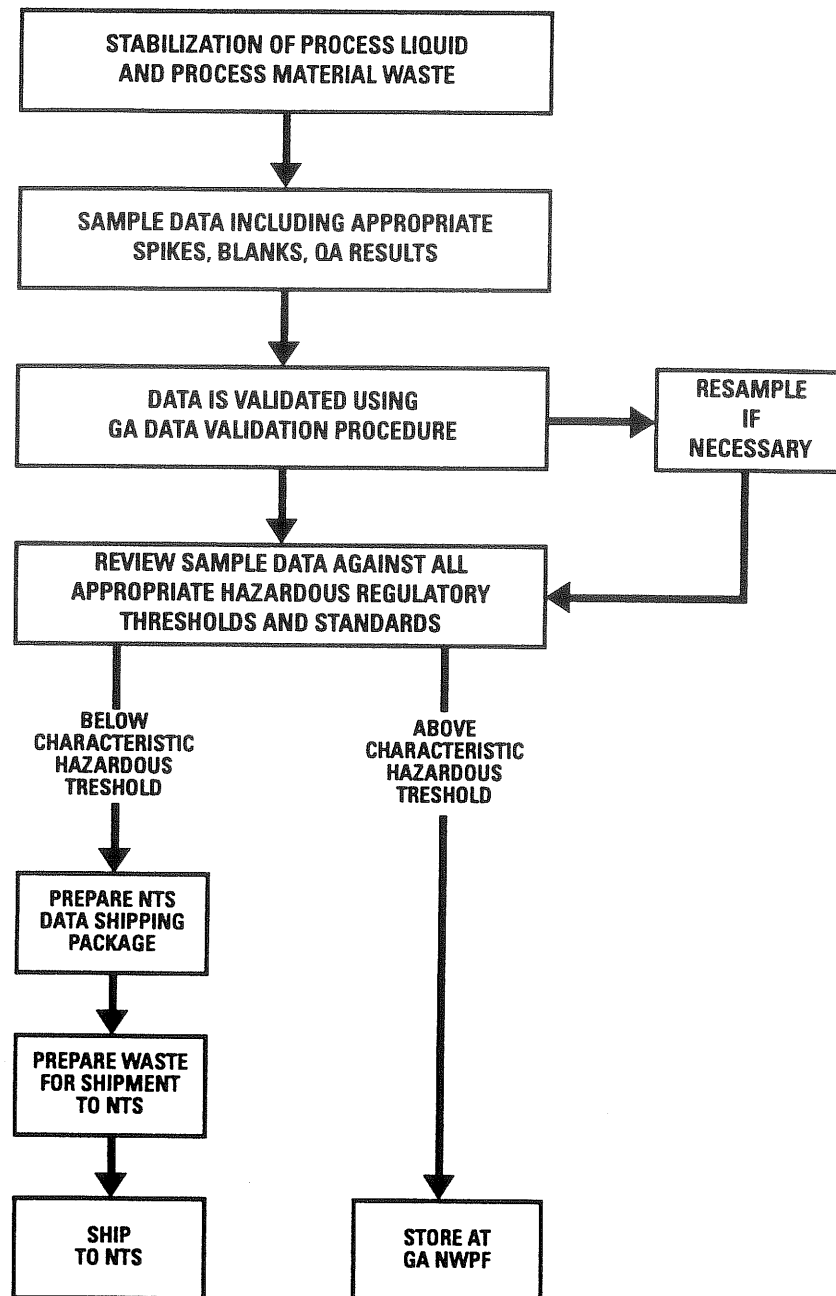 STABILIZATION OF PROCESS LIQUID
AND PROCESS MATERIAL WASTE
SAMPLE DATA INCLUDING APPROPRIATE
SPIKES, BLANKS, QA RESULTS
DATA IS VALIDATED USING
GA DATA VALIDATION PROCEDURE
RESAMPLE
IF
NECESSARY
REVIEW SAMPLE DATA AGAINST ALL
APPROPRIATE HAZARDOUS REGULATORY
THRESHOLDS AND STANDARDS
BELOW
CHARACTERISTIC
HAZARDOUS
TRESHOLD
ABOVE
CHARACTERISTIC
HAZARDOUS
TRESHOLD
PREPARE NTS
DATA SHIPPING
PACKAGE
PREPARE WASTE
FOR SHIPMENT
TO NTS
SHIP
TO NTS
STORE AT
GA NWPF